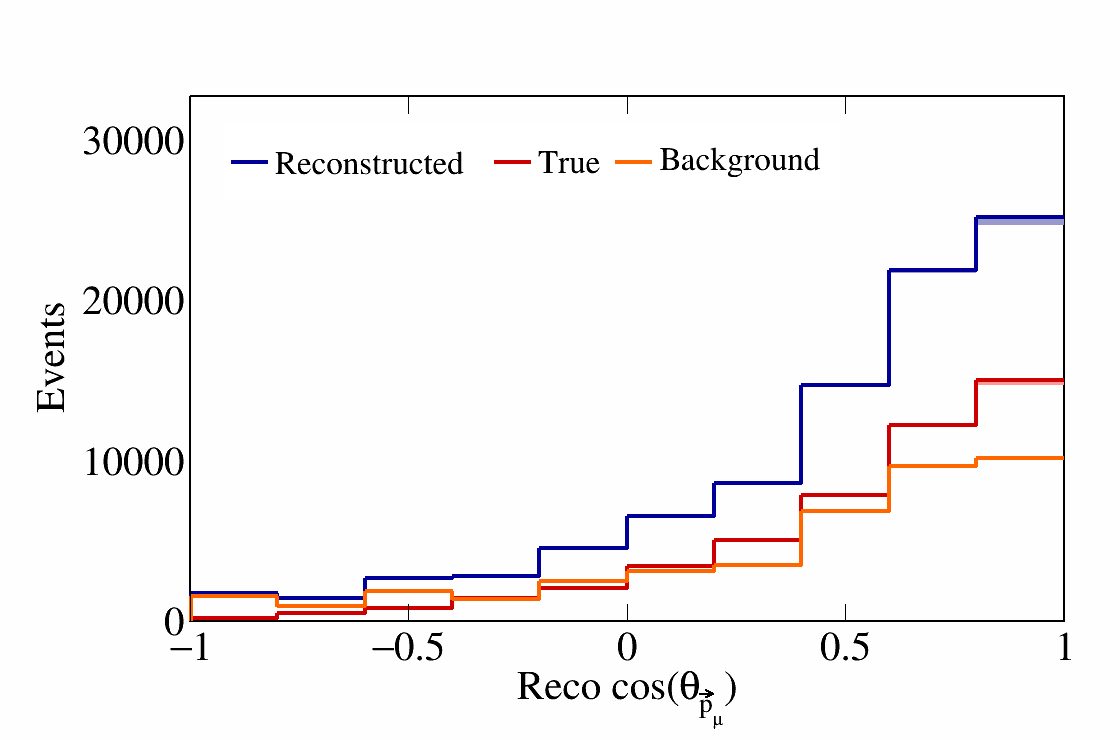 30000
20000
10000
0
Events
Reconstructed True Background
−1 −0.5 0 0.5 1
Reco cos(θp⃗μ)